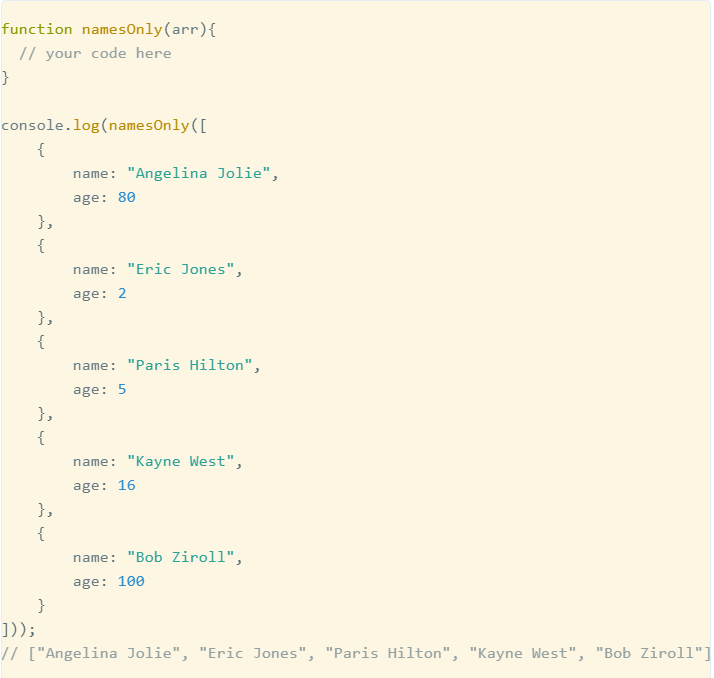 function namesOnly(arr){
  // your code here
}

console.log(namesOnly([
    {
        name: "Angelina Jolie",
        age: 80
    },
    {
        name: "Eric Jones",
        age: 2
    },
    {
        name: "Paris Hilton",
        age: 5
    },
    {
        name: "Kayne West",
        age: 16
    },
    {
        name: "Bob Ziroll",
        age: 100
    }
]));
// ["Angelina Jolie", "Eric Jones", "Paris Hilton", "Kayne West", "Bob Ziroll"]